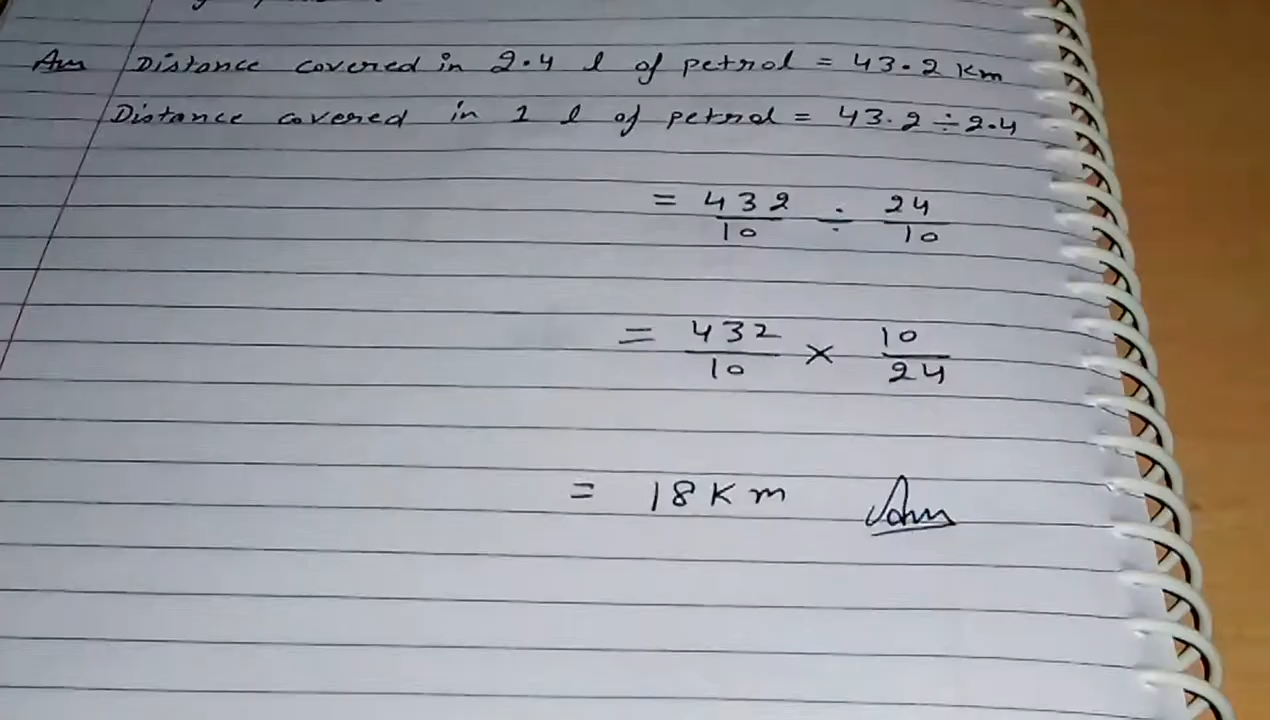 Ans Distance covered in 2.4 l of petrol = 43.2 Km
Distance covered in 1 l of petrol = 43.2 ÷ 2.4
= 432/10 ÷ 24/10
= 432/10 × 10/24
= 18 Km Ans